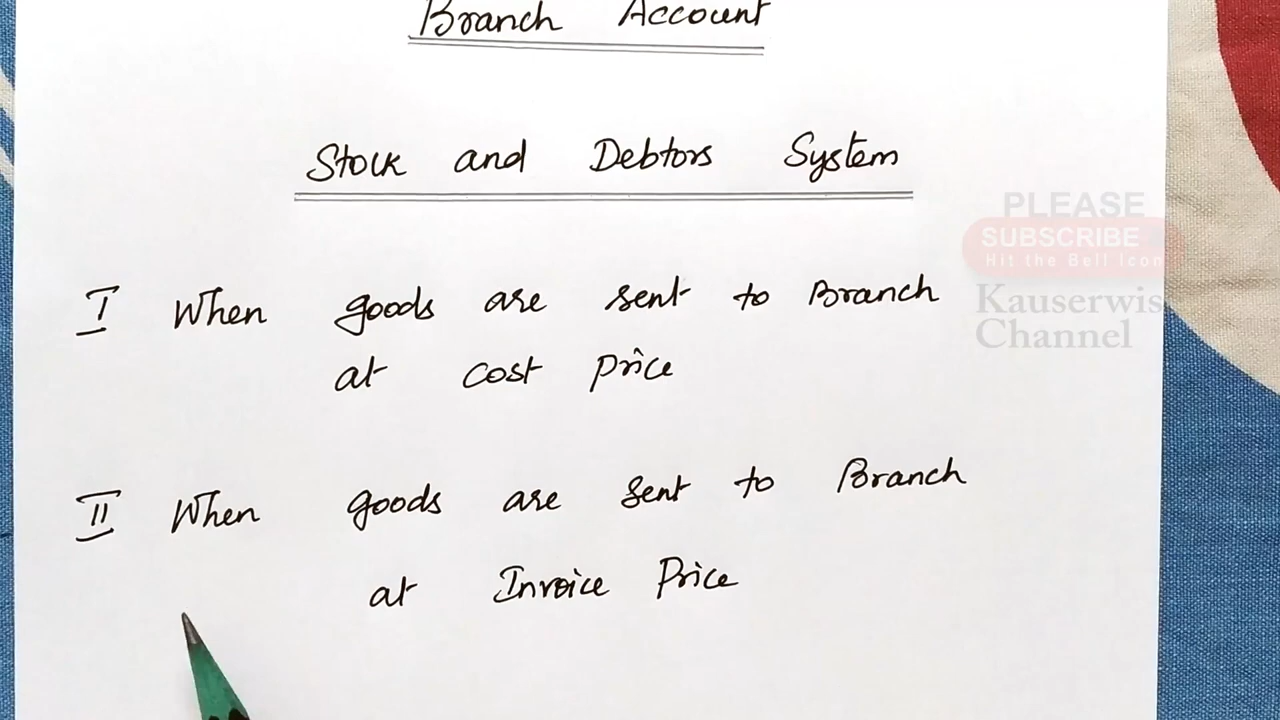 Branch Account
Stock and Debtors System
I When goods are sent to Branch
at cost price
II When goods are sent to Branch
at Invoice Price
PLEASE
SUBSCRIBE
Hit the Bell Icon
Kauserwis
Channel